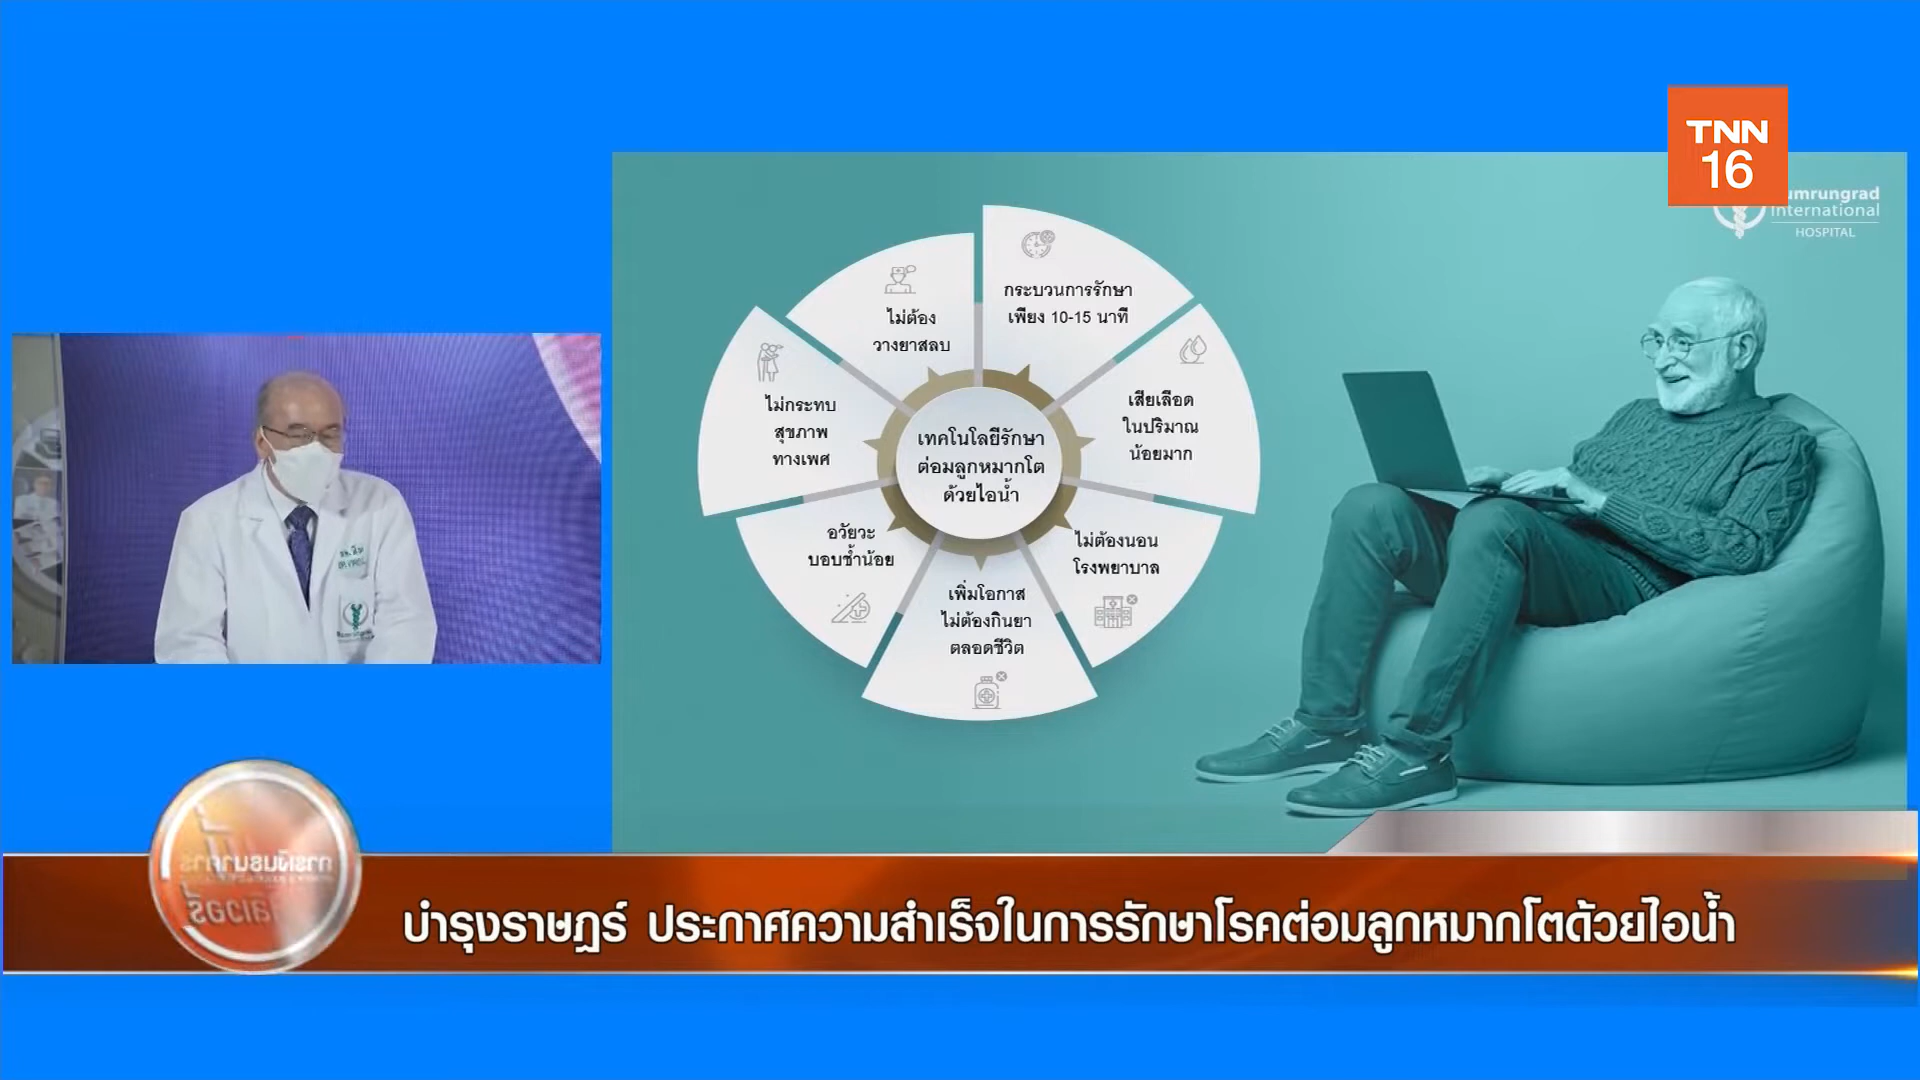 TNN
16
umrungrad
International
HOSPITAL
กระบวนการรักษา
เพียง 10-15 นาที
เสียเลือด
ในปริมาณ
น้อยมาก
ไม่ต้องนอน
โรงพยาบาล
เพิ่มโอกาส
ไม่ต้องกินยา
ตลอดชีวิต
อวัยวะ
บอบช้ำน้อย
ไม่กระทบ
สุขภาพ
ทางเพศ
ไม่ต้อง
วางยาสลบ
เทคโนโลยีรักษา
ต่อมลูกหมากโต
ด้วยไอน้ำ
บำรุงราษฎร์ ประกาศความสำเร็จในการรักษาโรคต่อมลูกหมากโตด้วยไอน้ำ